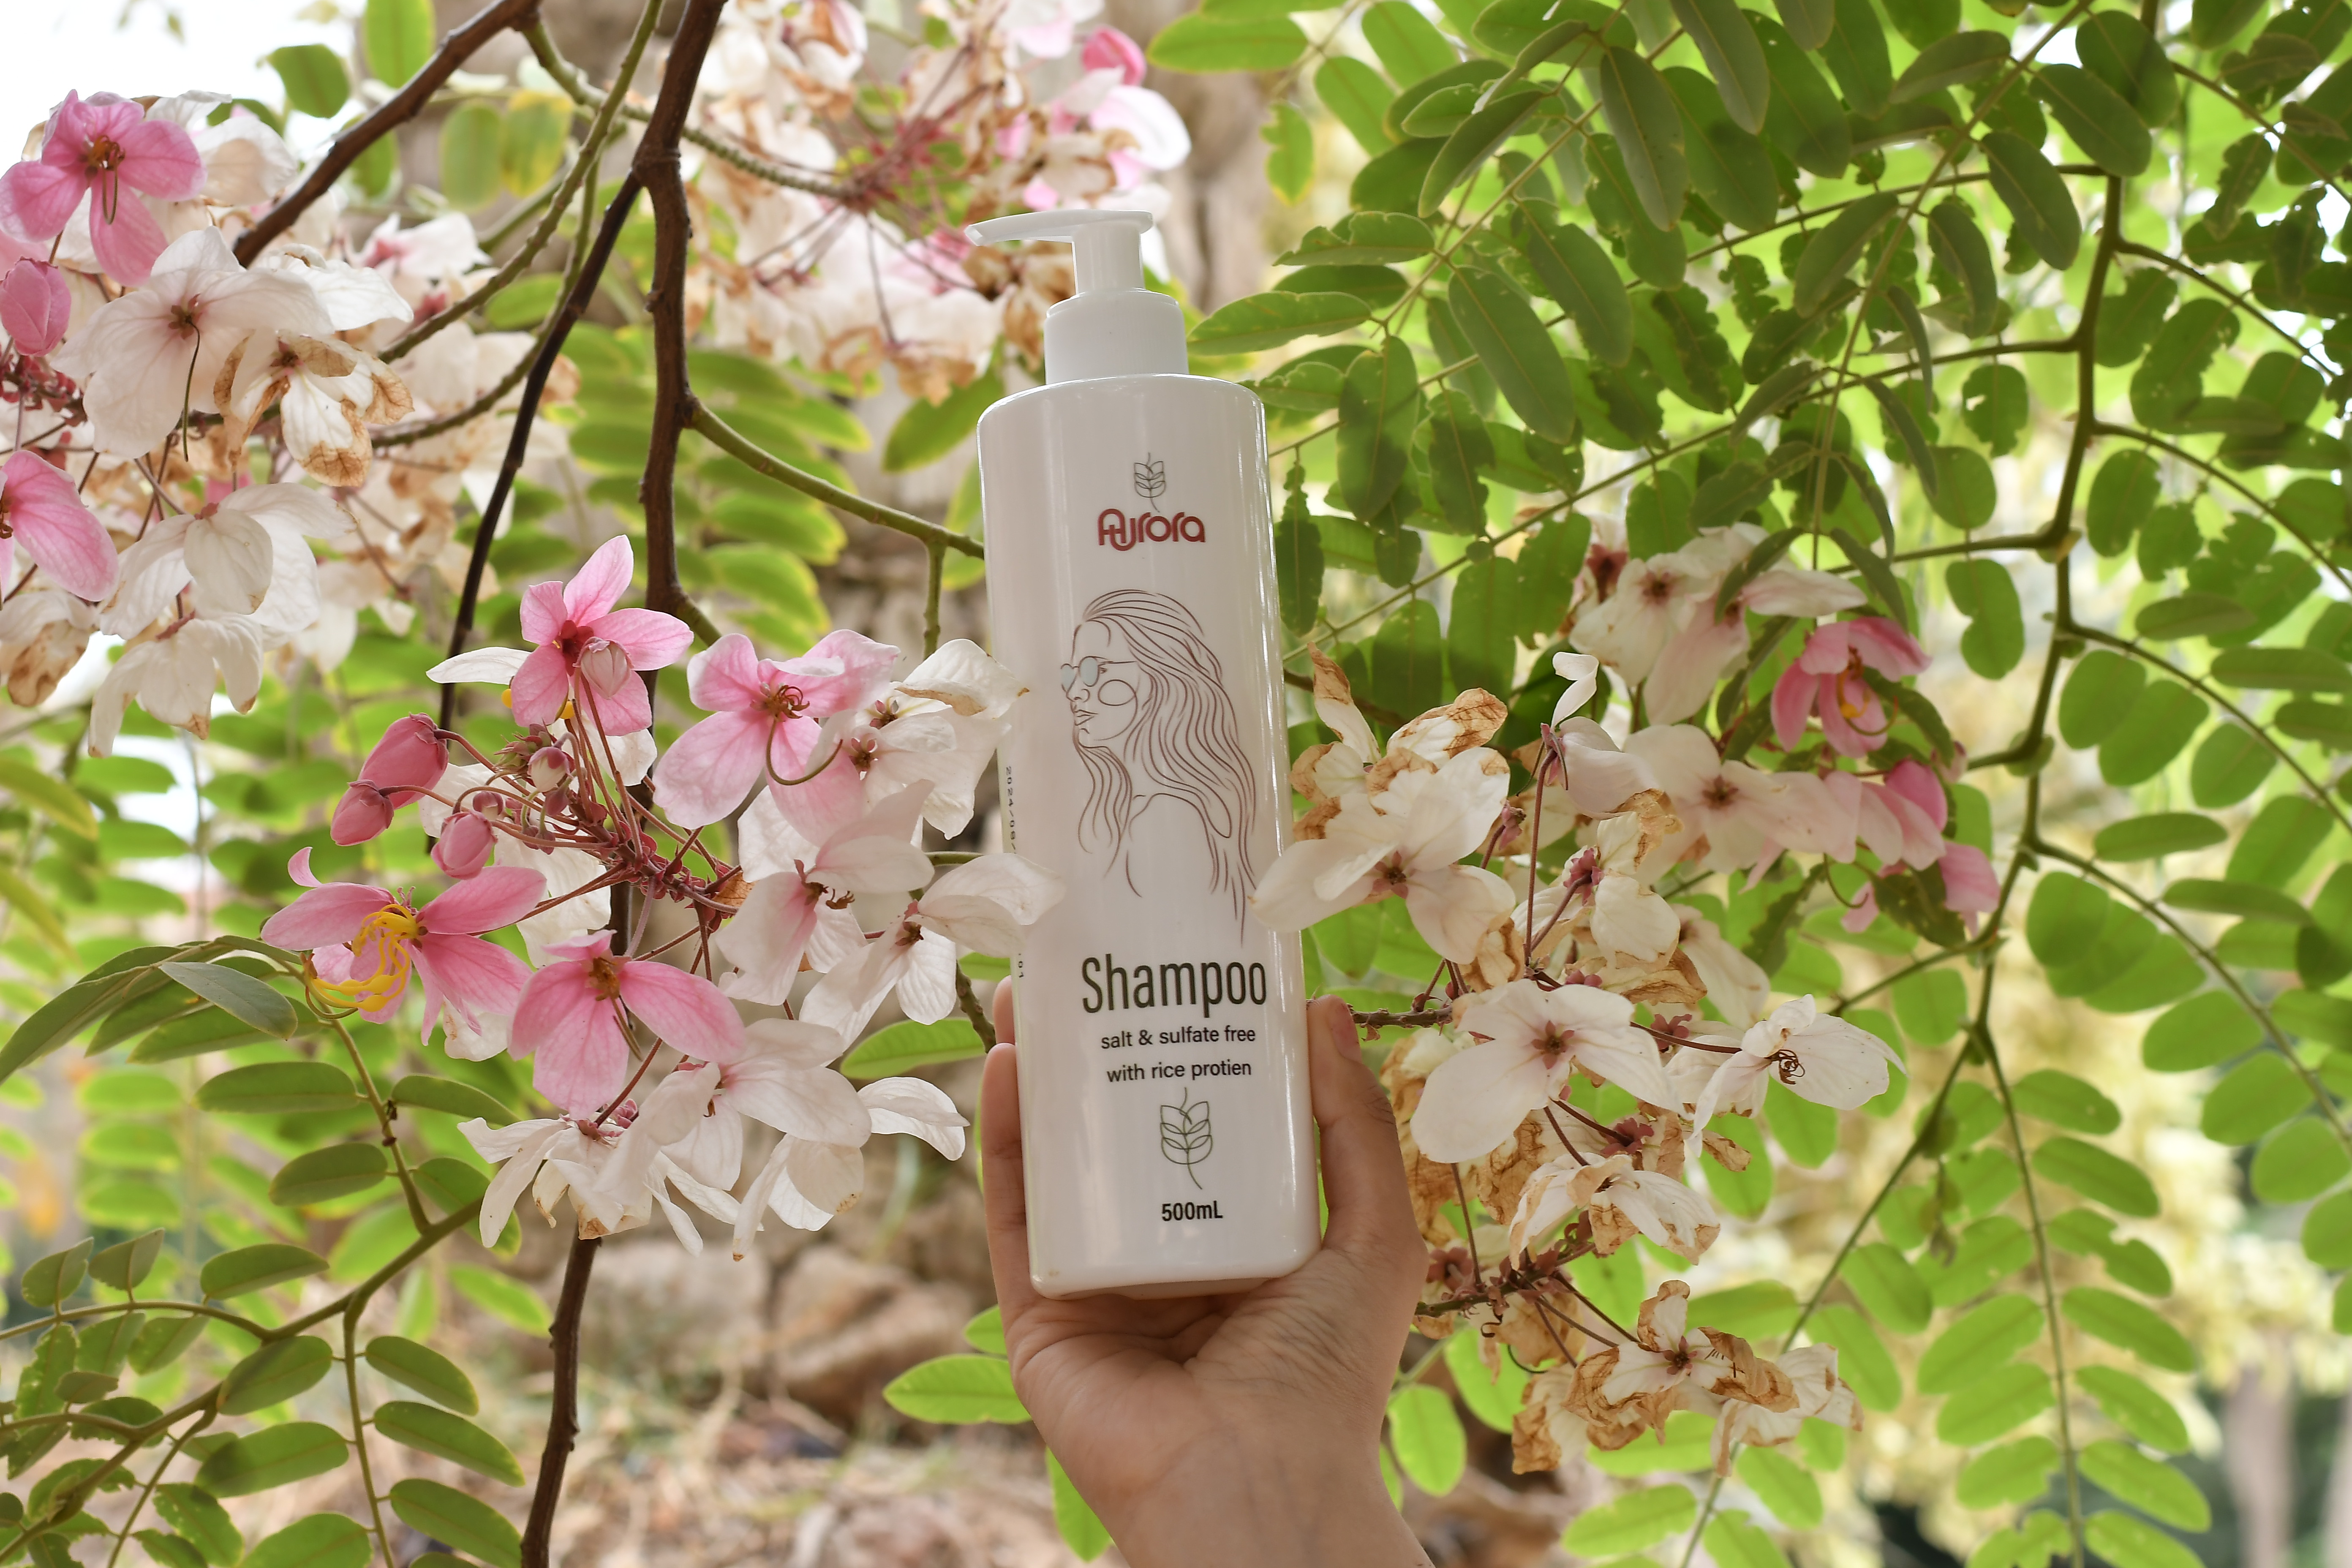 Aurora
Shampoo
salt & sulfate free
with rice protien
500mL